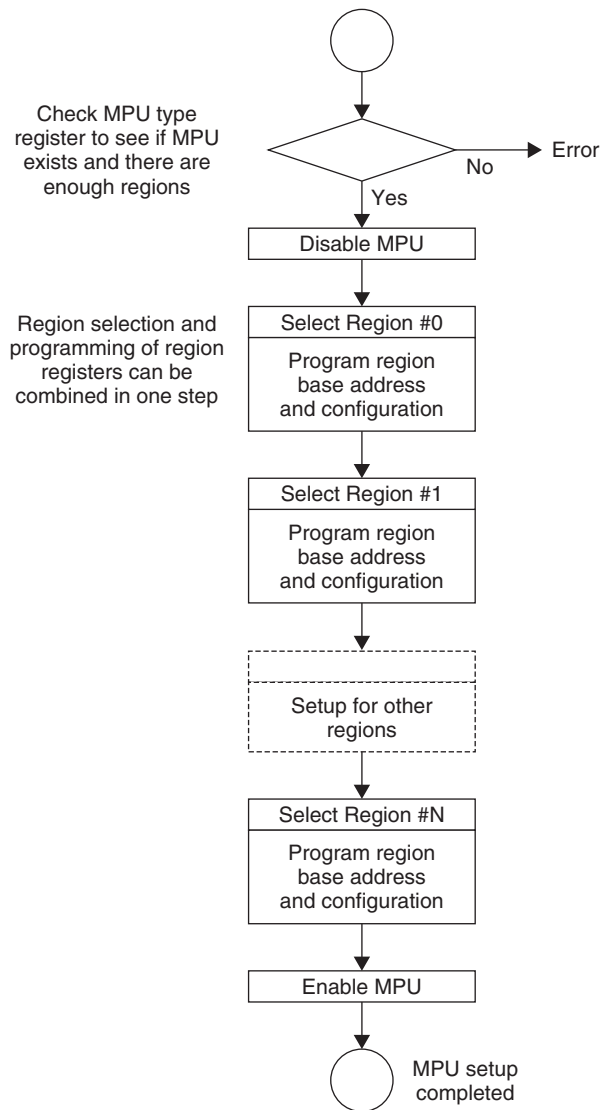 Check MPU type
register to see if MPU
exists and there are
enough regions
No
Error
Yes
Disable MPU
Region selection and
programming of region
registers can be
combined in one step
Select Region #0
Program region
base address
and configuration
Select Region #1
Program region
base address
and configuration
Setup for other
regions
Select Region #N
Program region
base address
and configuration
Enable MPU
MPU setup
completed